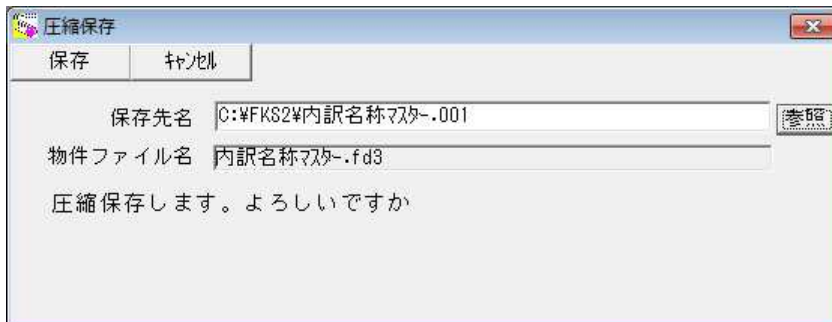 圧縮保存
保存 ｷｬﾝｾﾙ
保存先名 C:¥FKS2¥内訳名称ﾏｽﾀｰ.001 参照
物件ファイル名 内訳名称ﾏｽﾀｰ.fd3
圧縮保存します。よろしいですか